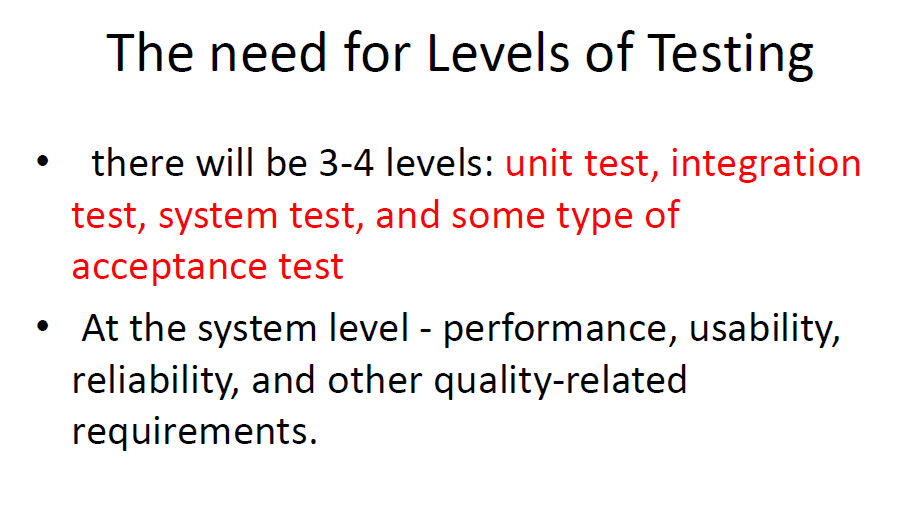 The need for Levels of Testing
• there will be 3-4 levels: unit test, integration
test, system test, and some type of
acceptance test
• At the system level - performance, usability,
reliability, and other quality-related
requirements.